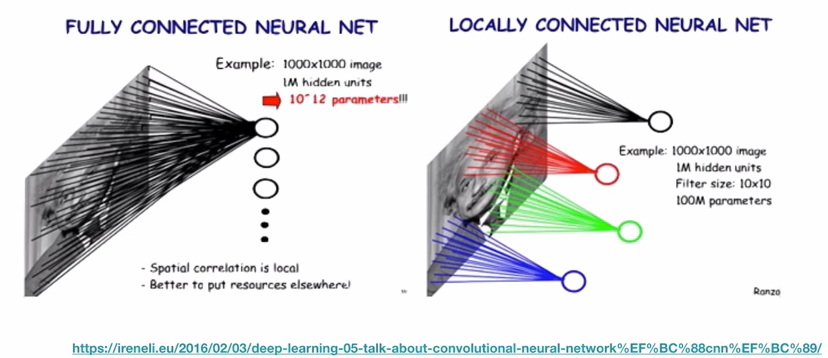 FULLY CONNECTED NEURAL NET
Example: 1000x1000 image
1M hidden units
10^12 parameters!!!
- Spatial correlation is local
- Better to put resources elsewhere!
LOCALLY CONNECTED NEURAL NET
Example: 1000x1000 image
1M hidden units
Filter size: 10x10
100M parameters
Ranzo
https://ireneli.eu/2016/02/03/deep-learning-05-talk-about-convolutional-neural-network%EF%BC%88cnn%EF%BC%89/